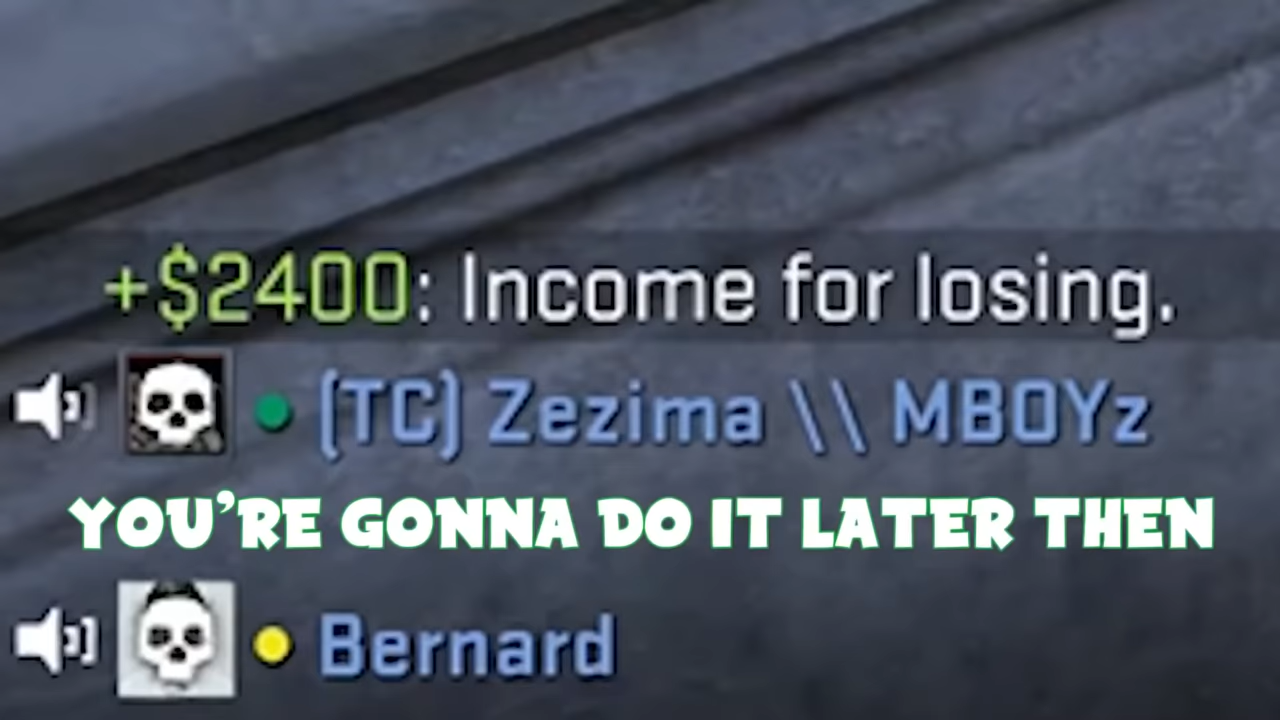 +$2400: Income for losing.
(TC) Zezima \\ MBOYz
YOU'RE GONNA DO IT LATER THEN
Bernard